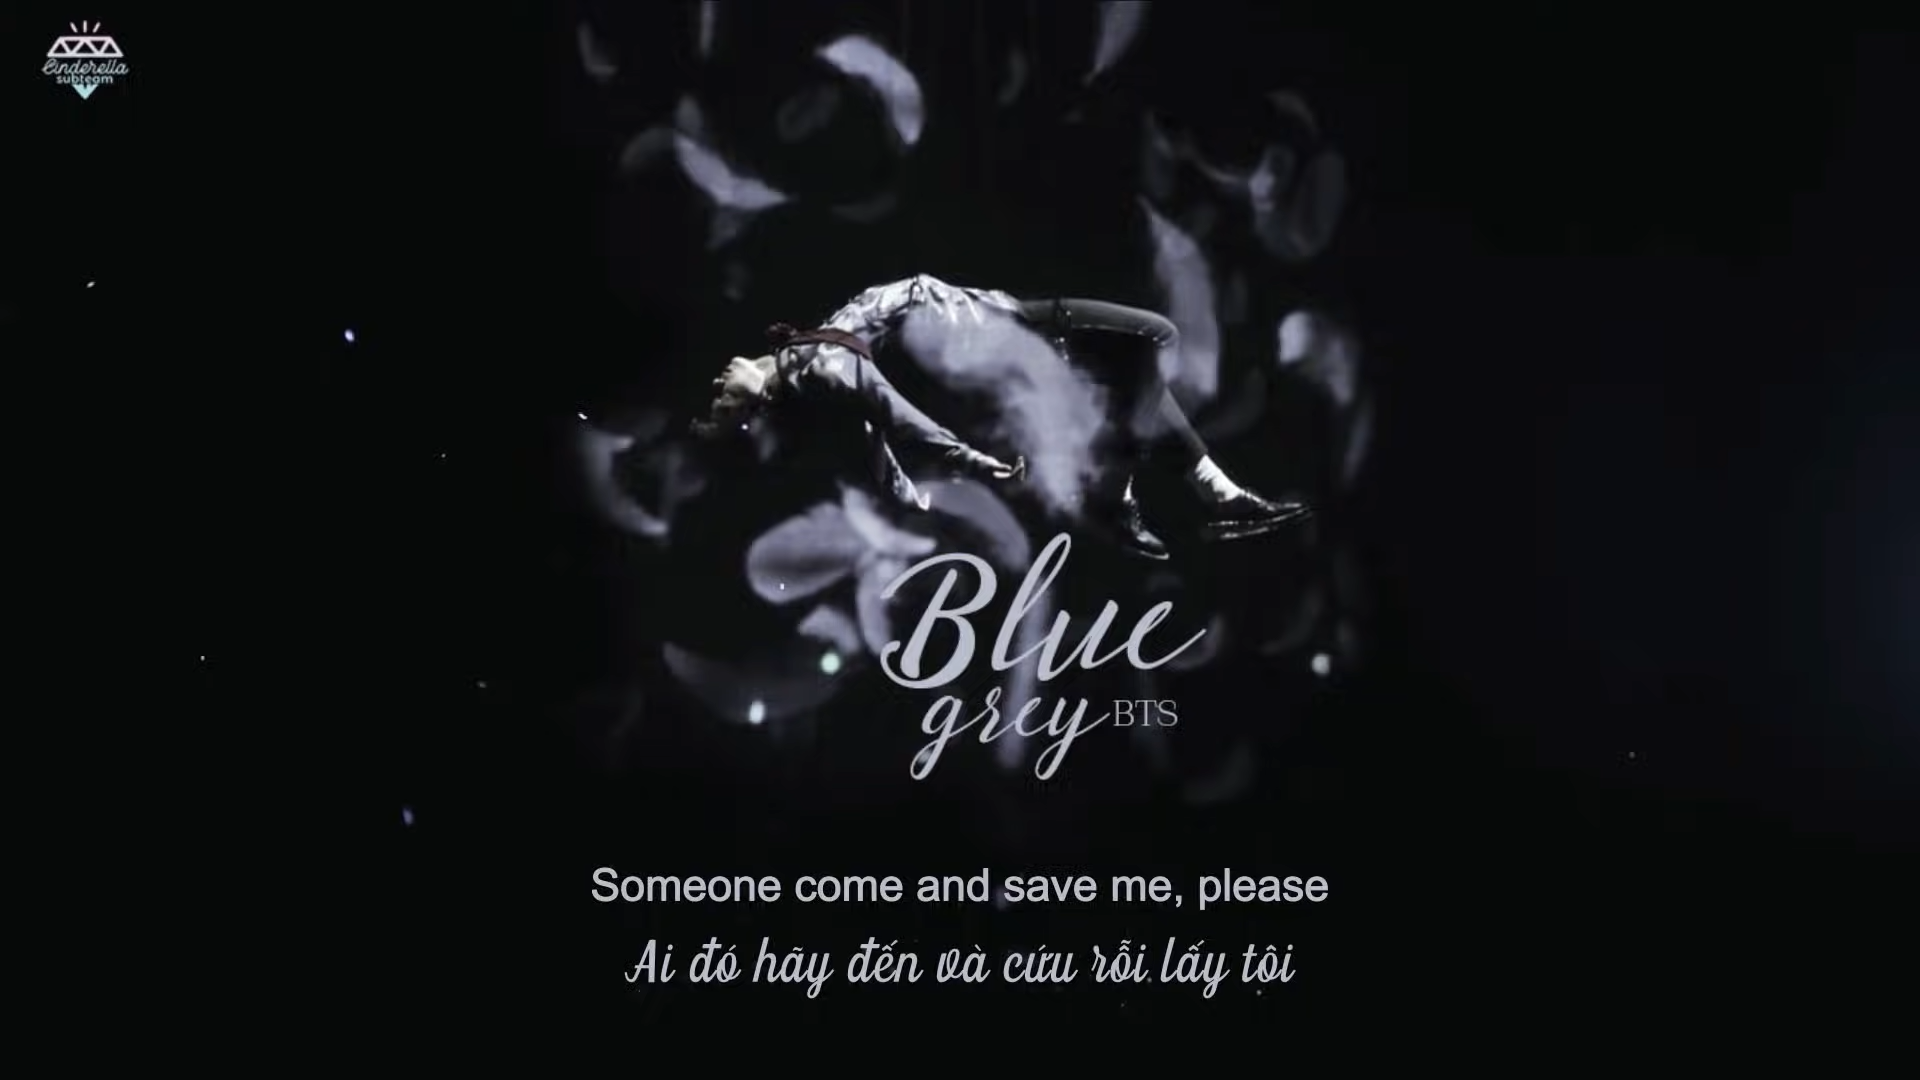 Cinderella
subteam
Blue
grey BTS
Someone come and save me, please
Ai đó hãy đến và cứu rỗi lấy tôi